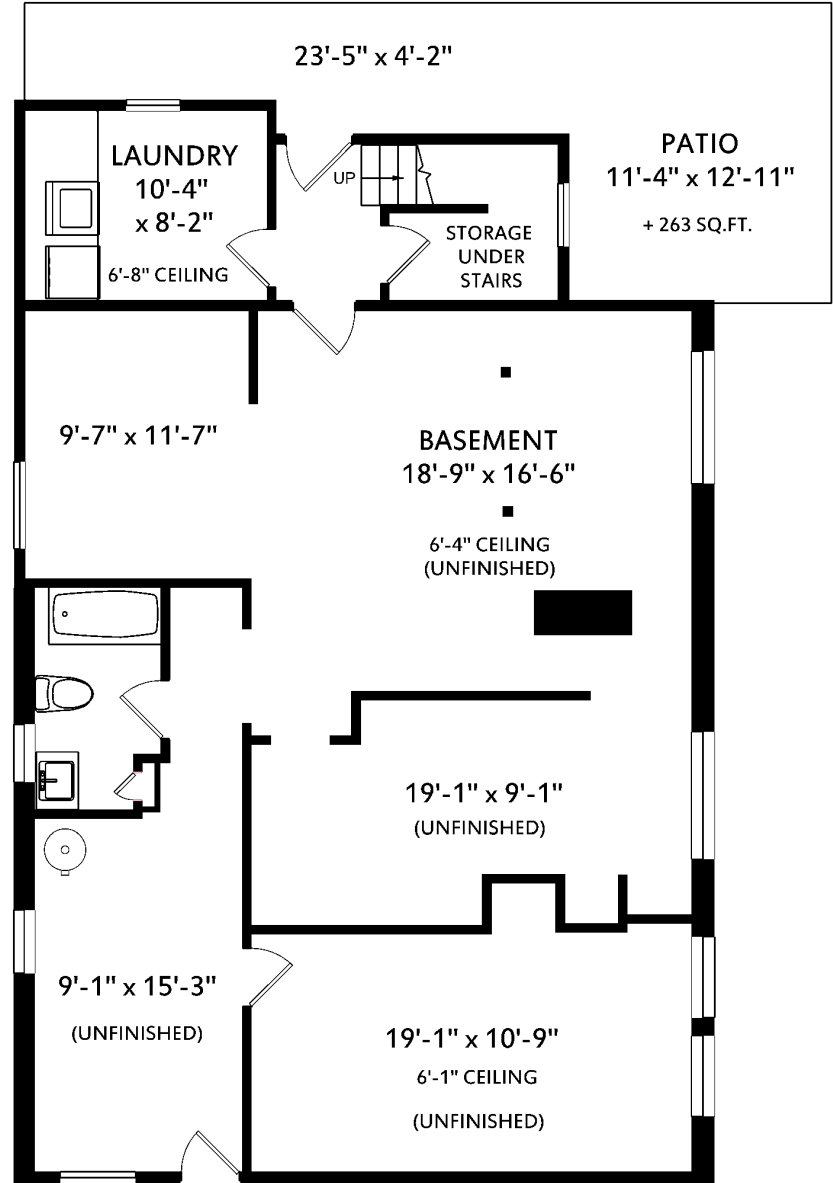 23'-5" x 4'-2"
PATIO
11'-4" x 12'-11"
+ 263 SQ.FT.
LAUNDRY
10'-4"
x 8'-2"
6'-8" CEILING
UP
STORAGE
UNDER
STAIRS
9'-7" x 11'-7"
BASEMENT
18'-9" x 16'-6"
6'-4" CEILING
(UNFINISHED)
19'-1" x 9'-1"
(UNFINISHED)
9'-1" x 15'-3"
(UNFINISHED)
19'-1" x 10'-9"
6'-1" CEILING
(UNFINISHED)